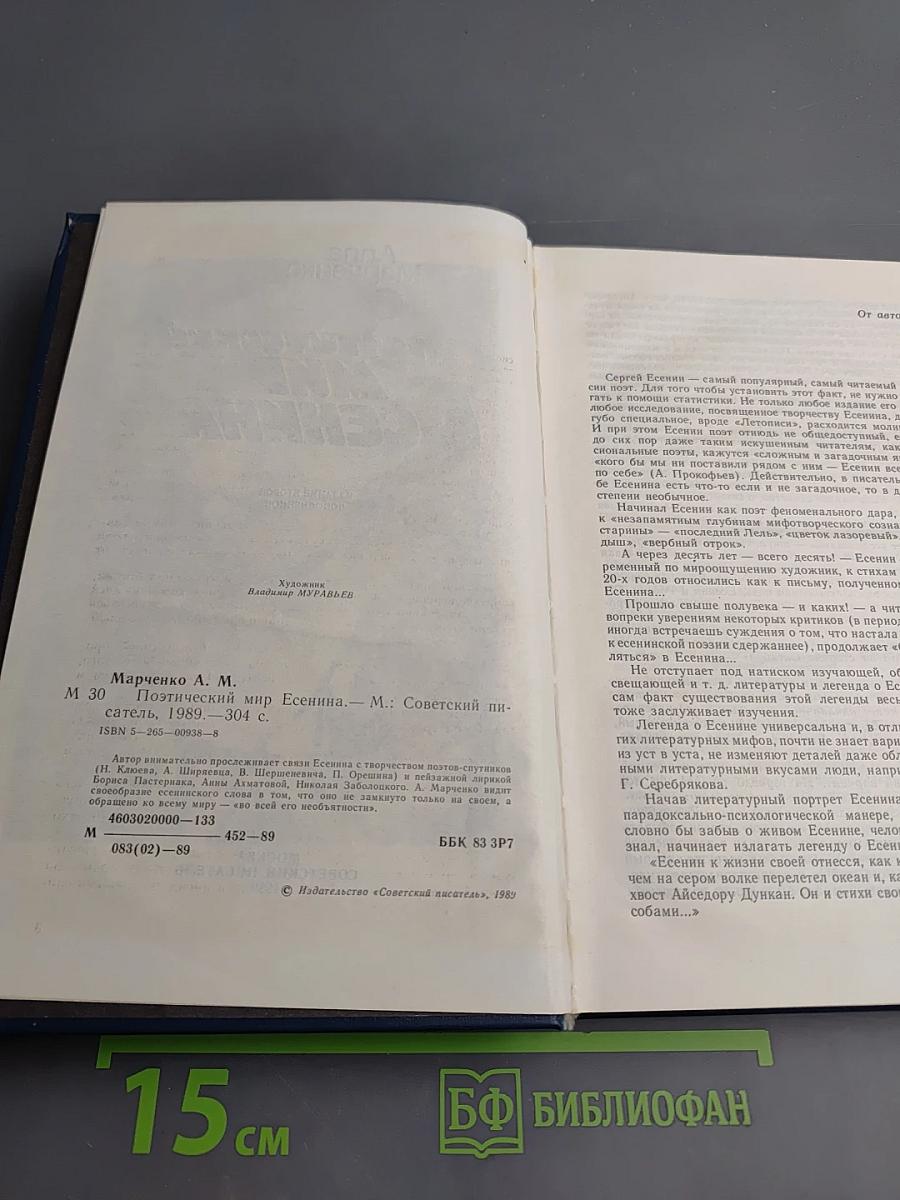 Художник
Владимир МУРАВЬЕВ
Марченко А. М.
М 30 Поэтический мир Есенина.— М.: Советский пи-
сатель, 1989.—304 с.
ISBN 5—265—00938—8
Автор внимательно прослеживает связи Есенина с творчеством поэтов-спутников
(Н. Клюева, А. Ширяевца, В. Шершеневича, П. Орешина) и пейзажной лирикой
Бориса Пастернака, Анны Ахматовой, Николая Заболоцкого. А. Марченко видит
своеобразие есенинского слова в том, что оно не замкнуто только на своем, а
обращено ко всему миру — «во всей его необъятности».
4603020000—133
М 452—89
083(02)—89
ББК 83 3Р7
© Издательство «Советский писатель», 1989
От авто
Сергей Есенин — самый популярный, самый читаемый
сии поэт. Для того чтобы установить этот факт, не нужно
гать к помощи статистики. Не только любое издание его
любое исследование, посвященное творчеству Есенина, д
губо специальное, вроде «Летописи», расходится молни
И при этом Есенин поэт отнюдь не общедоступный, е
до сих пор даже таким искушенным читателям, как
сиональные поэты, кажутся «сложным и загадочным яв
«кого бы мы ни поставили рядом с ним — Есенин все
по себе» (А. Прокофьев). Действительно, в писатель
бе Есенина есть что-то если и не загадочное, то в д
степени необычное.
Начинал Есенин как поэт феноменального дара,
к «незапамятным глубинам мифотворческого созна
старины» — «последний Лель», «цветок лазоревый»,
дыш», «вербный отрок».
А через десять лет — всего десять! — Есенин
ременный по мироощущению художник, к стихам
20-х годов относились как к письму, полученном
Есенина...
Прошло свыше полувека — и каких! — а чит
вопреки уверениям некоторых критиков (в период
иногда встречаешь суждения о том, что настала
к есенинской поэзии сдержаннее), продолжает «
ляться» в Есенина...
Не отступает под натиском изучающей, об
свещающей и т. д. литературы и легенда о Ес
сам факт существования этой легенды весь
тоже заслуживает изучения.
Легенда о Есенине универсальна и, в отли
гих литературных мифов, почти не знает вари
из уст в уста, не изменяют деталей даже обл
ными литературными вкусами люди, напри
Г. Серебрякова.
Начав литературный портрет Есенина
парадоксально-психологической манере,
словно бы забыв о живом Есенине, чело
знал, начинает излагать легенду о Есени
«Есенин к жизни своей отнесся, как к
чем на сером волке перелетел океан и, ка
хвост Айседору Дункан. Он и стихи сво
собами...»
15 см
БФ БИБЛИОФАН